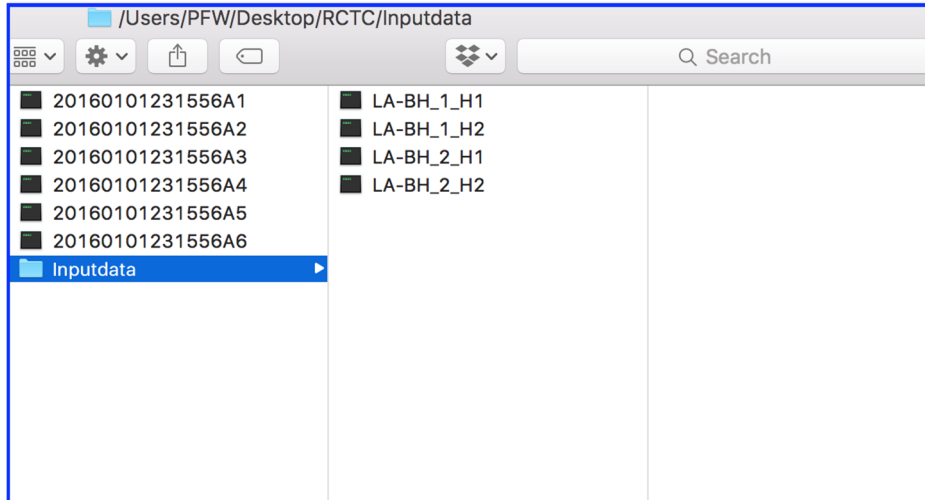 /Users/PFW/Desktop/RCTC/Inputdata
Search
20160101231556A1
20160101231556A2
20160101231556A3
20160101231556A4
20160101231556A5
20160101231556A6
Inputdata
LA-BH_1_H1
LA-BH_1_H2
LA-BH_2_H1
LA-BH_2_H2